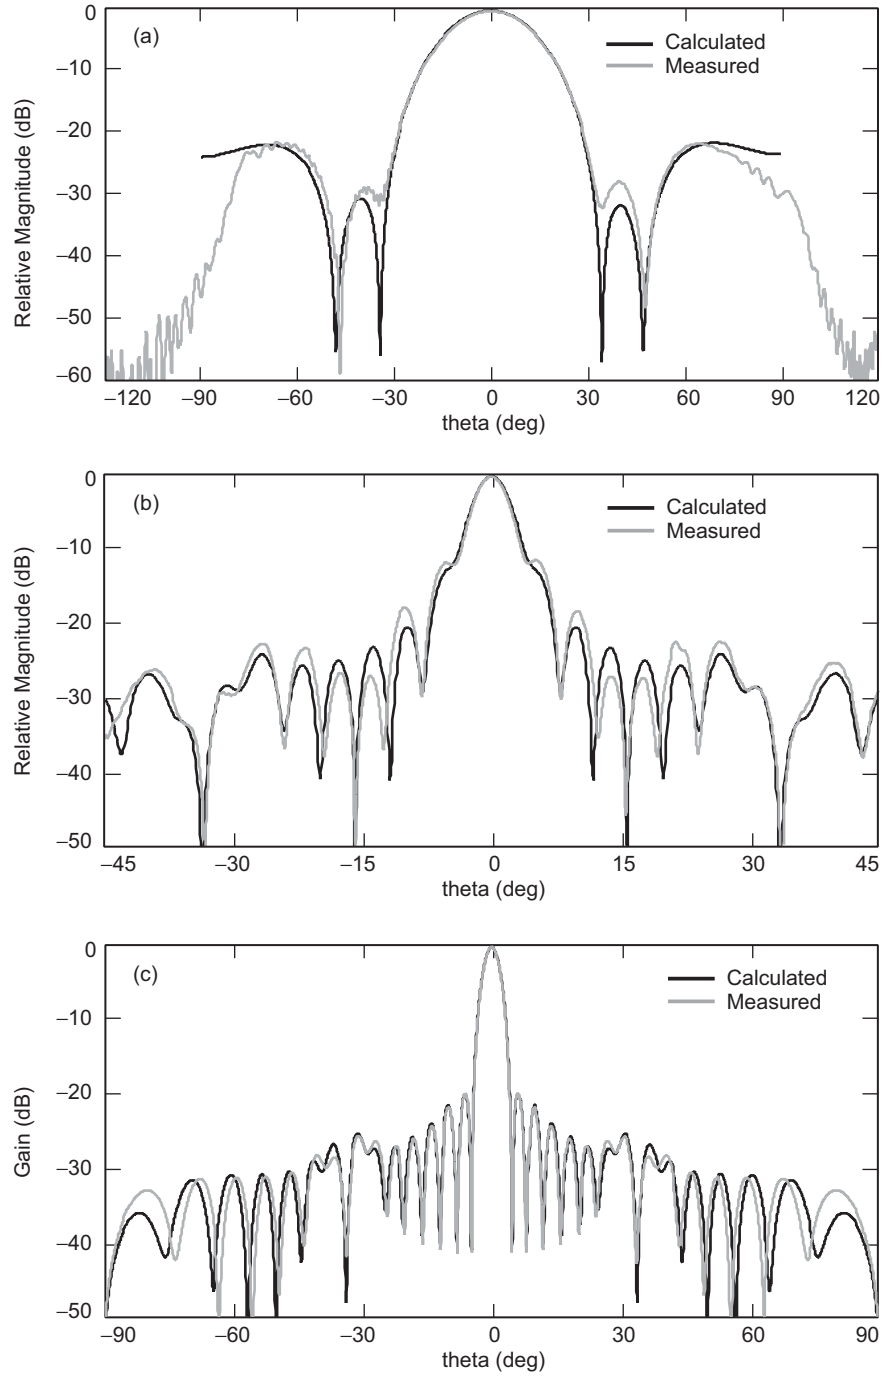 (a)
Calculated
Measured
Relative Magnitude (dB)
0
–10
–20
–30
–40
–50
–60
–120
–90
–60
–30
0
30
60
90
120
theta (deg)
(b)
Calculated
Measured
Relative Magnitude (dB)
0
–10
–20
–30
–40
–50
–45
–30
–15
0
15
30
45
theta (deg)
(c)
Calculated
Measured
Gain (dB)
0
–10
–20
–30
–40
–50
–90
–60
–30
0
30
60
90
theta (deg)